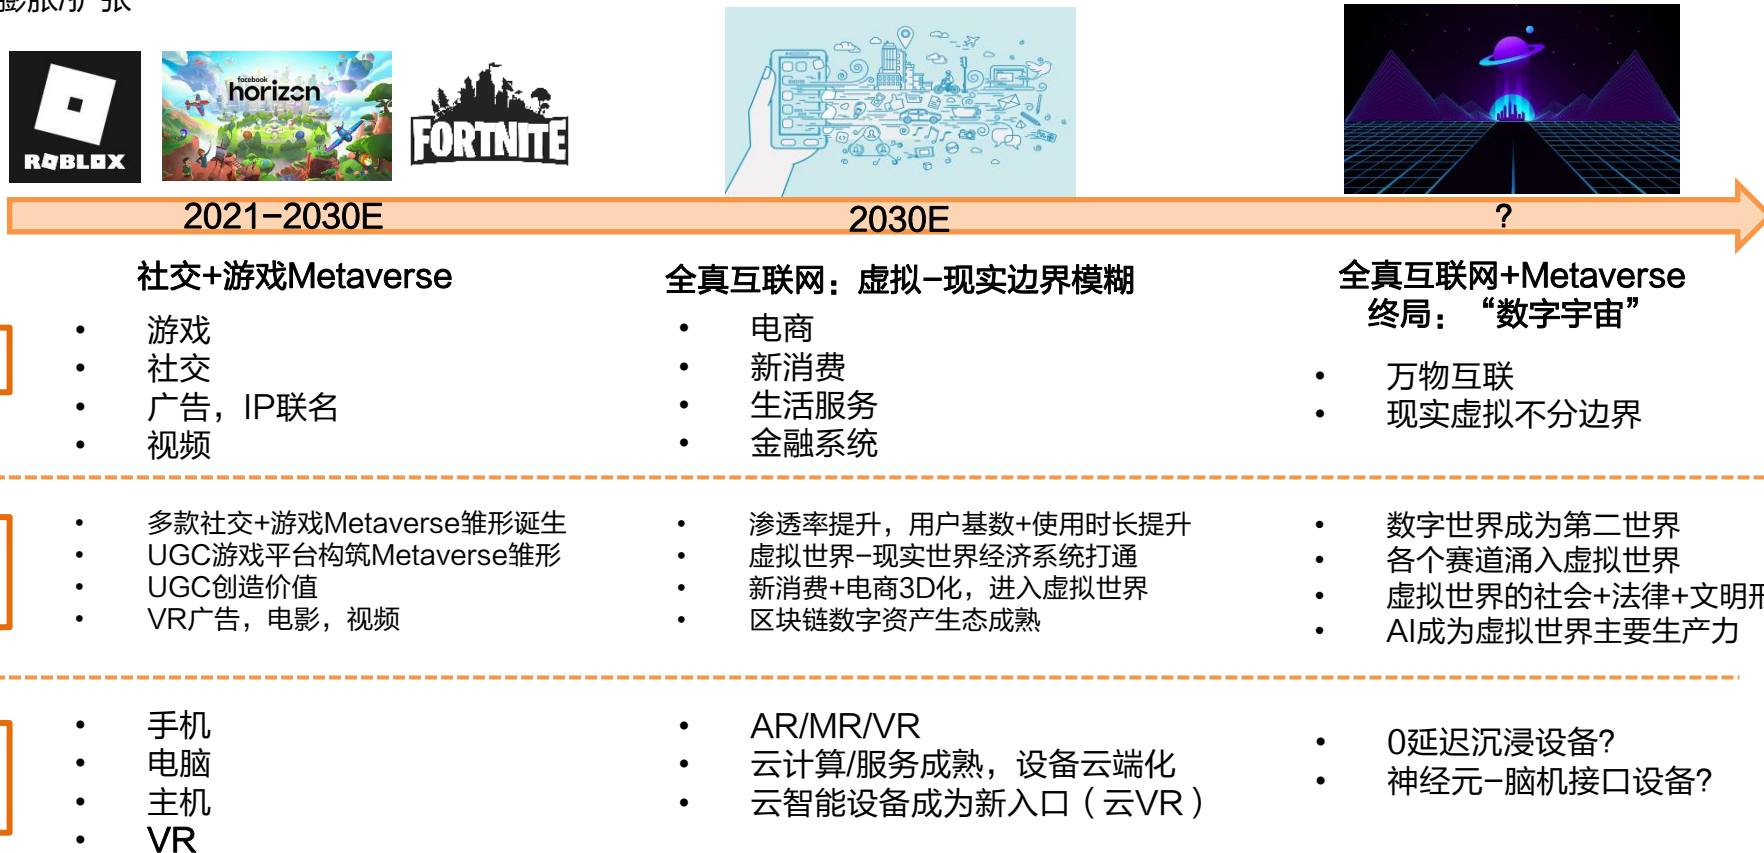 ROBLOX
facebook
horizon
FORTNITE
2021-2030E
2030E
?
社交+游戏Metaverse
全真互联网：虚拟-现实边界模糊
全真互联网+Metaverse
终局：“数字宇宙”
• 游戏
• 社交
• 广告，IP联名
• 视频
• 电商
• 新消费
• 生活服务
• 金融系统
• 万物互联
• 现实虚拟不分边界
• 多款社交+游戏Metaverse雏形诞生
• UGC游戏平台构筑Metaverse雏形
• UGC创造价值
• VR广告，电影，视频
• 渗透率提升，用户基数+使用时长提升
• 虚拟世界-现实世界经济系统打通
• 新消费+电商3D化，进入虚拟世界
• 区块链数字资产生态成熟
• 数字世界成为第二世界
• 各个赛道涌入虚拟世界
• 虚拟世界的社会+法律+文明
• AI成为虚拟世界主要生产力
• 手机
• 电脑
• 主机
• VR
• AR/MR/VR
• 云计算/服务成熟，设备云端化
• 云智能设备成为新入口（云VR）
• 0延迟沉浸设备?
• 神经元-脑机接口设备?